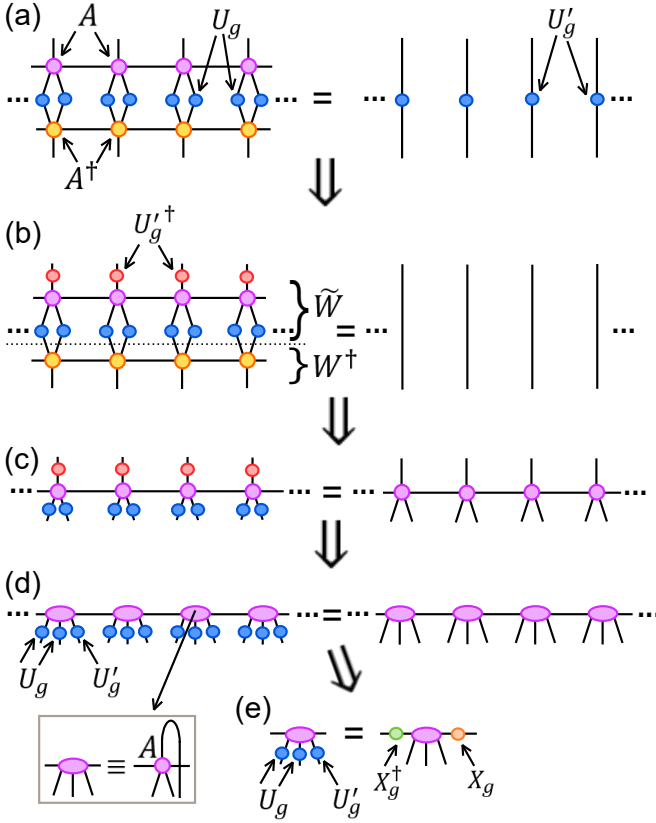 (a) A U_g U'_g
... ... = ... ...
A†
⇓
(b) U'_g†
} W̃
... ... = ... ...
} W†
⇓
(c)
... ... = ... ...
⇓
(d)
... ... = ... ...
U_g U'_g
⇓
(e)
A
≡ =
U_g U'_g X_g† X_g